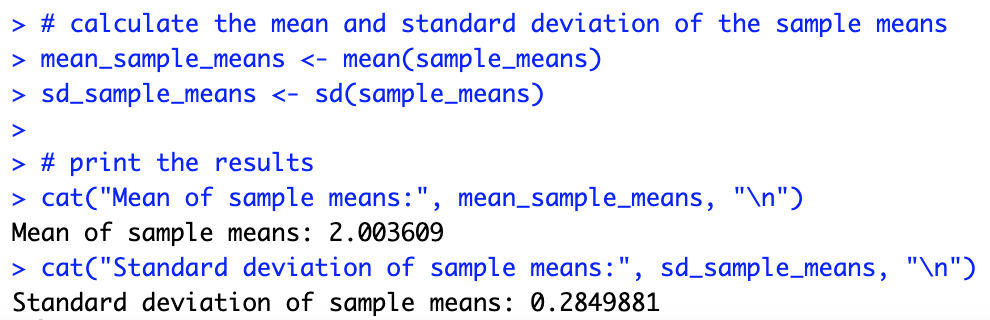 > # calculate the mean and standard deviation of the sample means
> mean_sample_means <- mean(sample_means)
> sd_sample_means <- sd(sample_means)
>
> # print the results
> cat("Mean of sample means:", mean_sample_means, "\n")
Mean of sample means: 2.003609
> cat("Standard deviation of sample means:", sd_sample_means, "\n")
Standard deviation of sample means: 0.2849881